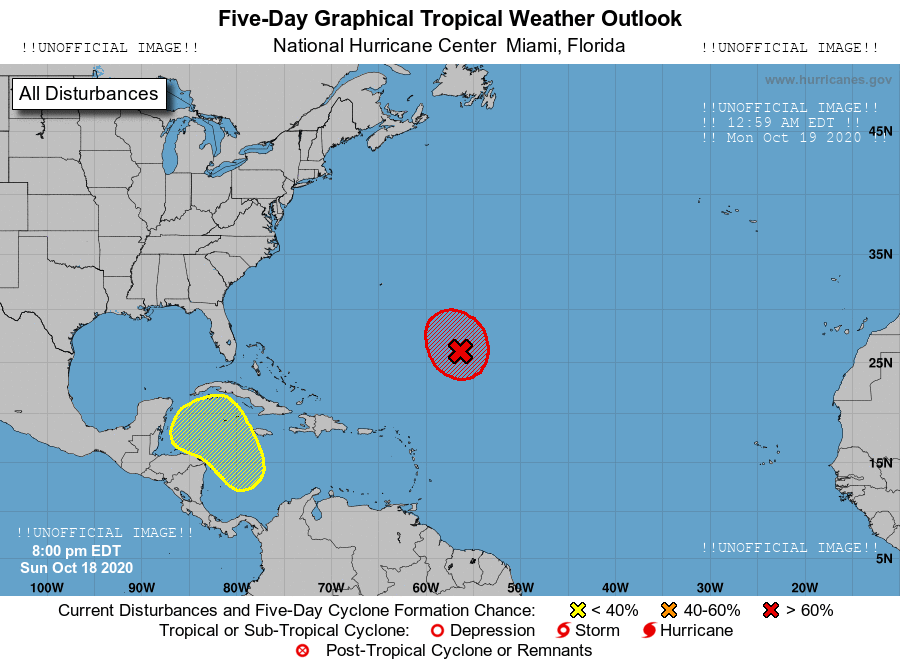 Five-Day Graphical Tropical Weather Outlook
!!UNOFFICIAL IMAGE!! National Hurricane Center Miami, Florida !!UNOFFICIAL IMAGE!!
www.hurricanes.gov
All Disturbances
!!UNOFFICIAL IMAGE!!
!! 12:59 AM EDT !!
!! Mon Oct 19 2020 !!
45N
35N
25N
15N
!!UNOFFICIAL IMAGE!!
8:00 pm EDT
Sun Oct 18 2020
!!UNOFFICIAL IMAGE!!
5N
100W 90W 80W 70W 60W 50W 40W 30W 20W
Current Disturbances and Five-Day Cyclone Formation Chance: < 40% 40-60% > 60%
Tropical or Sub-Tropical Cyclone: Depression Storm Hurricane
Post-Tropical Cyclone or Remnants